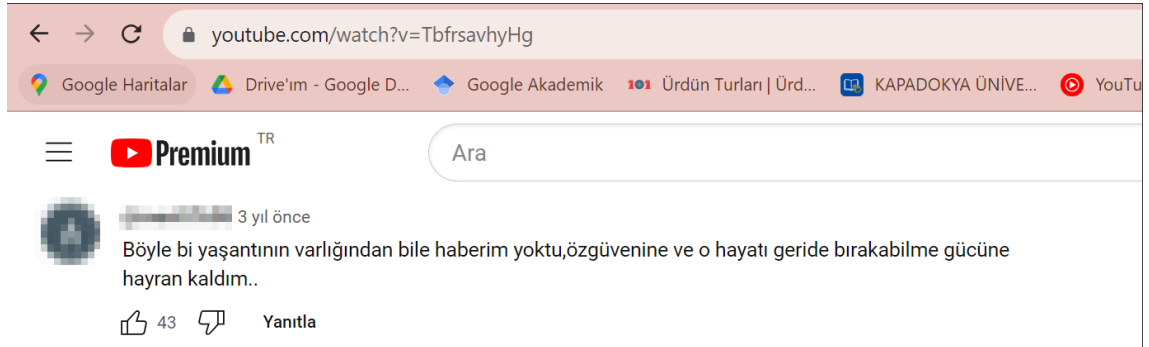 youtube.com/watch?v=TbfrsavhyHg
Google Haritalar Drive'ım - Google D... Google Akademik 101 Ürdün Turları | Ürd... KAPADOKYA ÜNİVE... YouTu
Premium TR Ara
3 yıl önce
Böyle bi yaşantının varlığından bile haberim yoktu,özgüvenine ve o hayatı geride bırakabilme gücüne
hayran kaldım..
43 Yanıtla